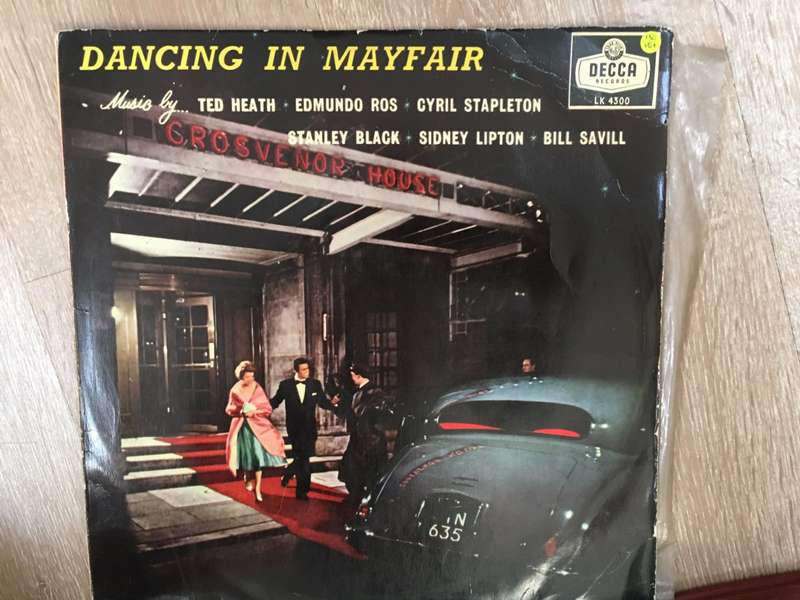 DANCING IN MAYFAIR
DECCA
RECORDS
LK 4300
Music by... TED HEATH * EDMUNDO ROS * CYRIL STAPLETON
STANLEY BLACK * SIDNEY LIPTON * BILL SAVILL
GROSVENOR HOUSE
N
635